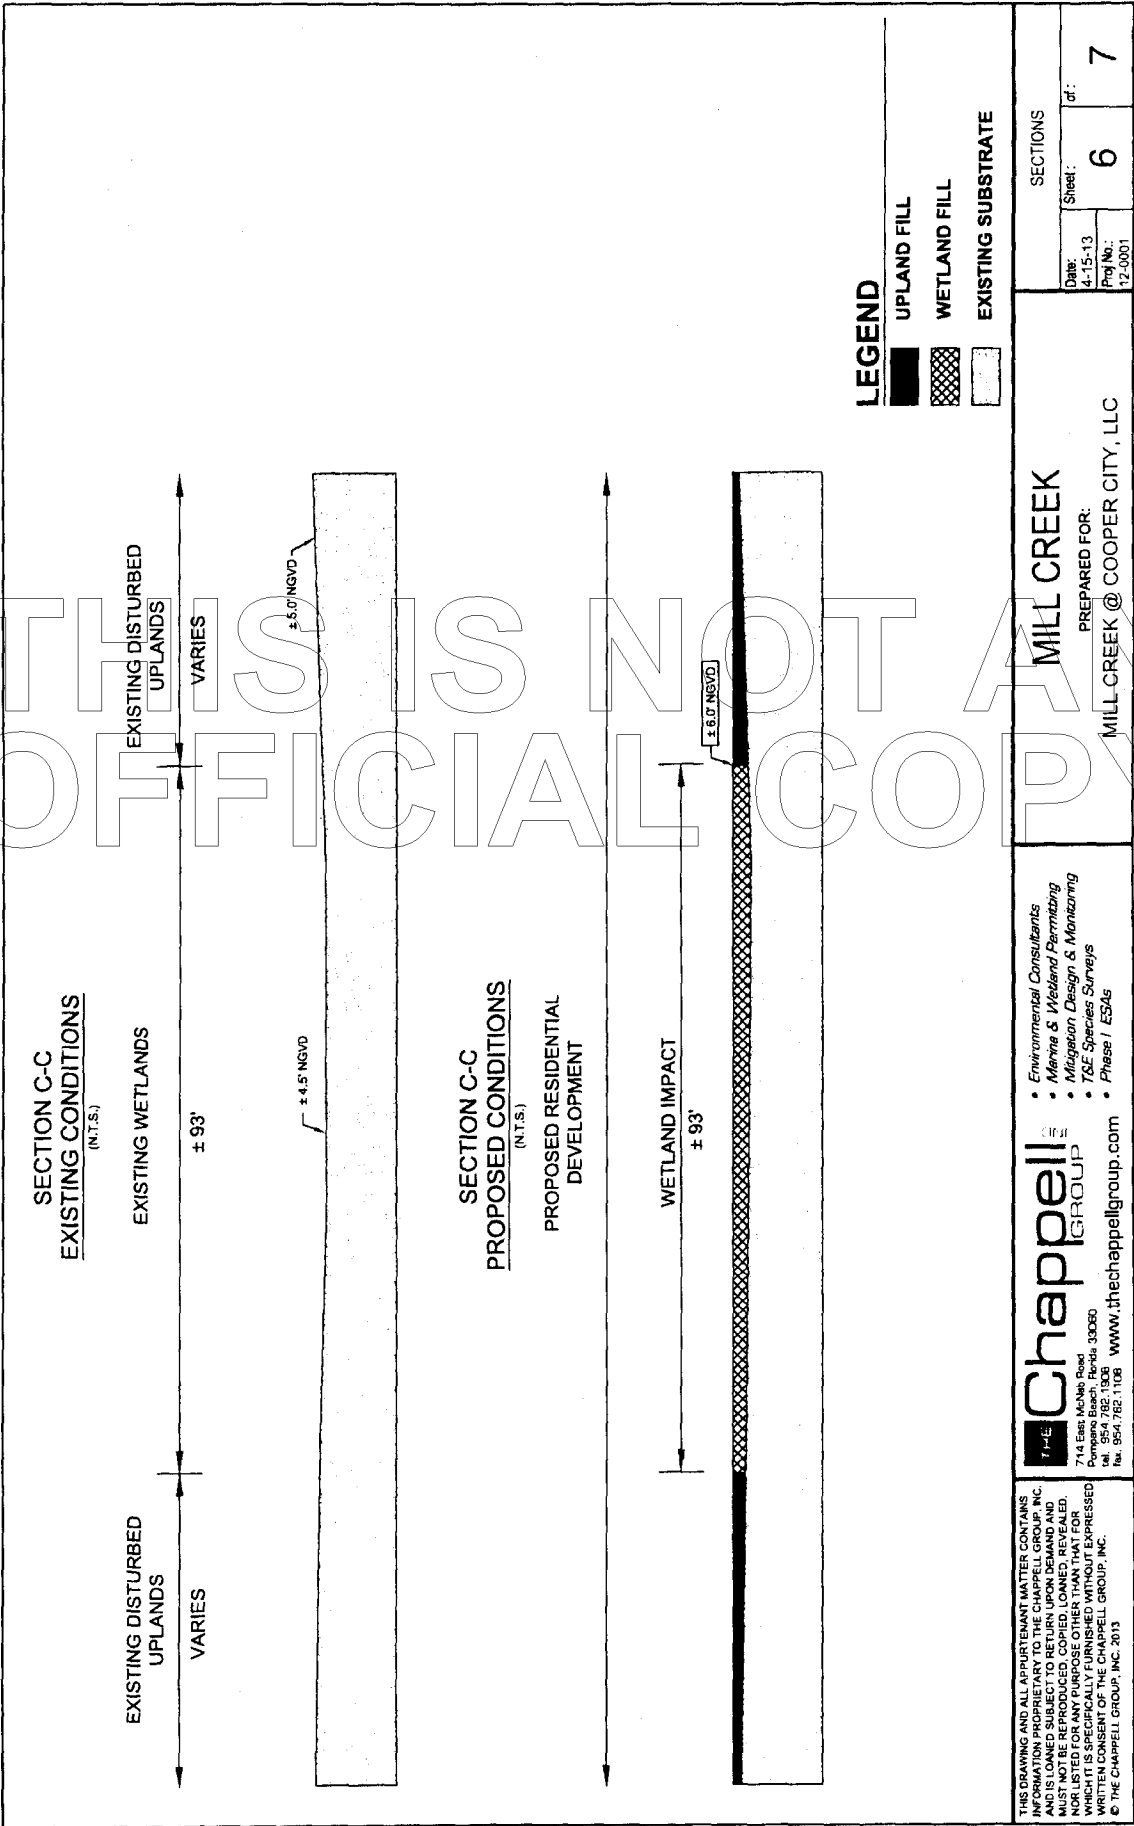 SECTION C-C
EXISTING CONDITIONS
(N.T.S.)
EXISTING DISTURBED
UPLANDS
VARIES
EXISTING WETLANDS
± 93'
EXISTING DISTURBED
UPLANDS
VARIES
± 4.5' NGVD
± 5.0' NGVD
SECTION C-C
PROPOSED CONDITIONS
(N.T.S.)
PROPOSED RESIDENTIAL
DEVELOPMENT
WETLAND IMPACT
± 93'
± 6.0' NGVD
LEGEND
UPLAND FILL
WETLAND FILL
EXISTING SUBSTRATE
THIS IS NOT AN
OFFICIAL COPY
THIS DRAWING AND ALL APPURTENANT MATTER CONTAINS
INFORMATION PROPRIETARY TO THE CHAPPELL GROUP, INC.
AND IS LOANED SUBJECT TO RETURN UPON DEMAND AND
MUST NOT BE REPRODUCED, COPIED, LOANED, REVEALED,
NOR LISTED FOR ANY PURPOSE OTHER THAN THAT FOR
WHICH IT IS SPECIFICALLY FURNISHED WITHOUT EXPRESSED
WRITTEN CONSENT OF THE CHAPPELL GROUP, INC.
© THE CHAPPELL GROUP, INC. 2013
THE Chappell
GROUP
714 East McNab Road
Pompano Beach, Florida 33060
tel. 954.782.1908
fax. 954.782.1108 www.thechappellgroup.com
• Environmental Consultants
• Marine & Wetland Permitting
• Mitigation Design & Monitoring
• T&E Species Surveys
• Phase I ESAs
MILL CREEK
PREPARED FOR:
MILL CREEK @ COOPER CITY, LLC
SECTIONS
Date:
4-15-13
Proj No.:
12-0001
Sheet:
6
of:
7